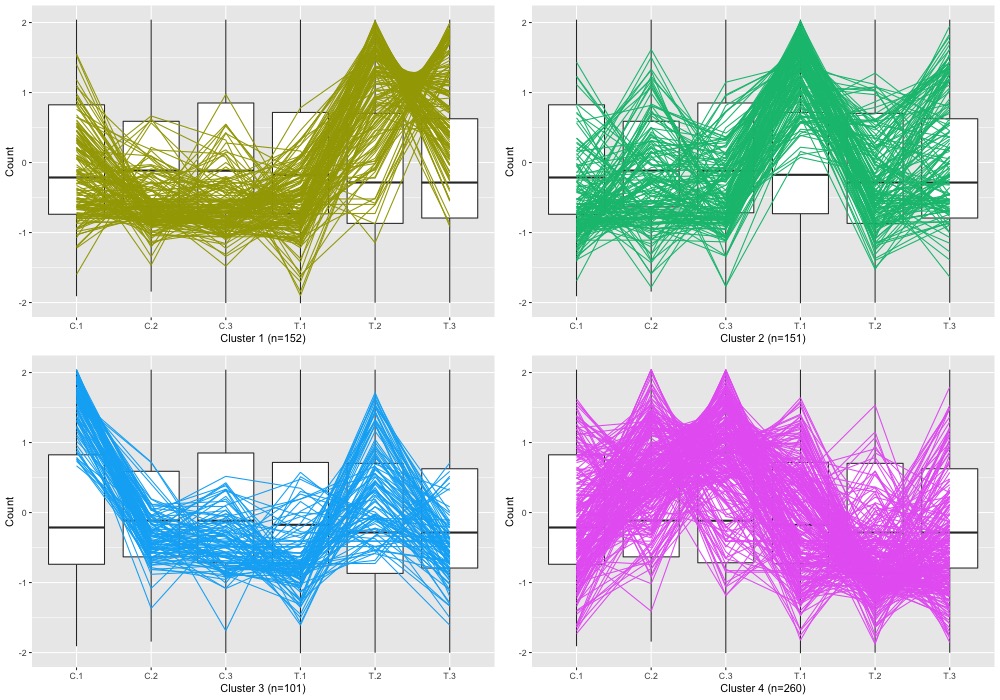 2
1
0
-1
-2
Count
C.1 C.2 C.3 T.1 T.2 T.3
Cluster 1 (n=152)
2
1
0
-1
-2
Count
C.1 C.2 C.3 T.1 T.2 T.3
Cluster 2 (n=151)
2
1
0
-1
-2
Count
C.1 C.2 C.3 T.1 T.2 T.3
Cluster 3 (n=101)
2
1
0
-1
-2
Count
C.1 C.2 C.3 T.1 T.2 T.3
Cluster 4 (n=260)